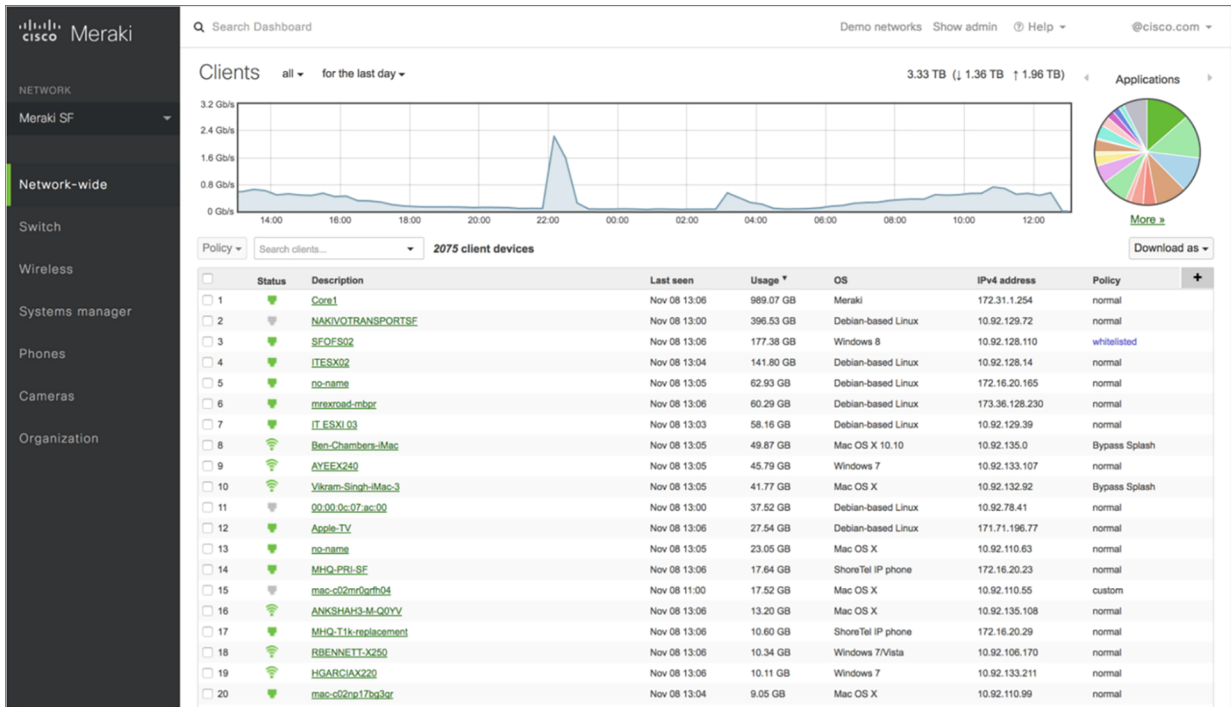 cisco Meraki
Search Dashboard
Demo networks Show admin Help @cisco.com
NETWORK
Meraki SF
Network-wide
Switch
Wireless
Systems manager
Phones
Cameras
Organization
Clients all for the last day 3.33 TB (↓ 1.36 TB ↑ 1.96 TB)
Applications
3.2 Gb/s
2.4 Gb/s
1.6 Gb/s
0.8 Gb/s
0 Gb/s
14:00 16:00 18:00 20:00 22:00 00:00 02:00 04:00 06:00 08:00 10:00 12:00
More »
Policy Search clients... 2075 client devices Download as
Status Description Last seen Usage OS IPv4 address Policy +
1 Core1 Nov 08 13:06 989.07 GB Meraki 172.31.1.254 normal
2 NAKIVOTRANSPORTSF Nov 08 13:00 396.53 GB Debian-based Linux 10.92.129.72 normal
3 SFOFS02 Nov 08 13:06 177.38 GB Windows 8 10.92.128.110 whitelisted
4 ITESX02 Nov 08 13:04 141.80 GB Debian-based Linux 10.92.128.14 normal
5 no-name Nov 08 13:05 62.93 GB Debian-based Linux 172.16.20.165 normal
6 mrexroad-mbpr Nov 08 13:06 60.29 GB Debian-based Linux 173.36.128.230 normal
7 IT ESXI 03 Nov 08 13:03 58.16 GB Debian-based Linux 10.92.129.39 normal
8 Ben-Chambers-iMac Nov 08 13:05 49.87 GB Mac OS X 10.10 10.92.135.0 Bypass Splash
9 AYEEX240 Nov 08 13:05 45.79 GB Windows 7 10.92.133.107 normal
10 Vikram-Singh-iMac-3 Nov 08 13:05 41.77 GB Mac OS X 10.92.132.92 Bypass Splash
11 00:00:0c:07:ac:00 Nov 08 13:00 37.52 GB Debian-based Linux 10.92.78.41 normal
12 Apple-TV Nov 08 13:06 27.54 GB Debian-based Linux 171.71.196.77 normal
13 no-name Nov 08 13:05 23.05 GB Mac OS X 10.92.110.63 normal
14 MHQ-PRI-SF Nov 08 13:06 17.64 GB ShoreTel IP phone 172.16.20.23 normal
15 mac-c02mr0grfh04 Nov 08 11:00 17.52 GB Mac OS X 10.92.110.55 custom
16 ANKSHAH3-M-Q0YV Nov 08 13:06 13.20 GB Mac OS X 10.92.135.108 normal
17 MHQ-T1k-replacement Nov 08 13:06 10.60 GB ShoreTel IP phone 172.16.20.29 normal
18 RBENNETT-X250 Nov 08 13:06 10.34 GB Windows 7/Vista 10.92.106.170 normal
19 HGARCIAX220 Nov 08 13:06 10.11 GB Windows 7 10.92.133.211 normal
20 mac-c02np17bg3qr Nov 08 13:04 9.05 GB Mac OS X 10.92.110.99 normal